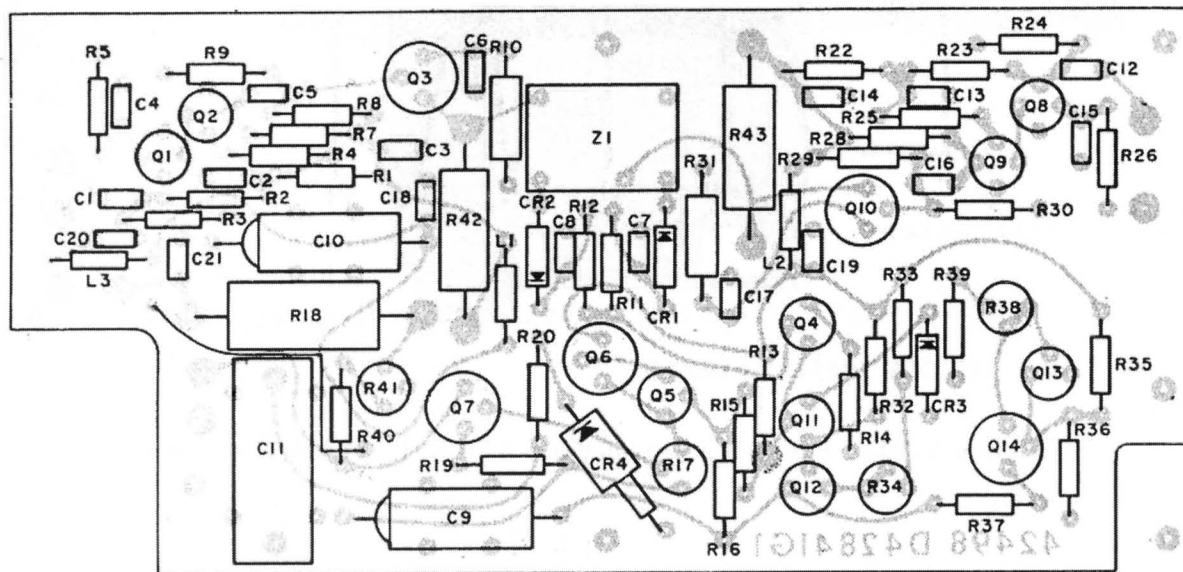 R5
R9
C6
R10
R24
Q3
R22
R23
C12
C4
C5
Q2
R8
C14
C13
Q8
R7
Z1
R43
R25
C15
Q1
R4
C3
R28
R26
C2
R1
R31
R29
C16
Q9
C1
R2
C18
CR2
R12
R3
R42
C8
C7
Q10
R30
C20
C21
C10
L1
L2
C19
L3
R33
R39
R11
CR1
C17
R38
R18
R20
Q4
Q6
R13
Q13
R35
R41
Q5
R15
R32
CR3
Q7
R14
Q11
R36
R40
C11
Q14
R19
CR4
R17
Q12
R34
C9
R37
R16
42498 D42841G1